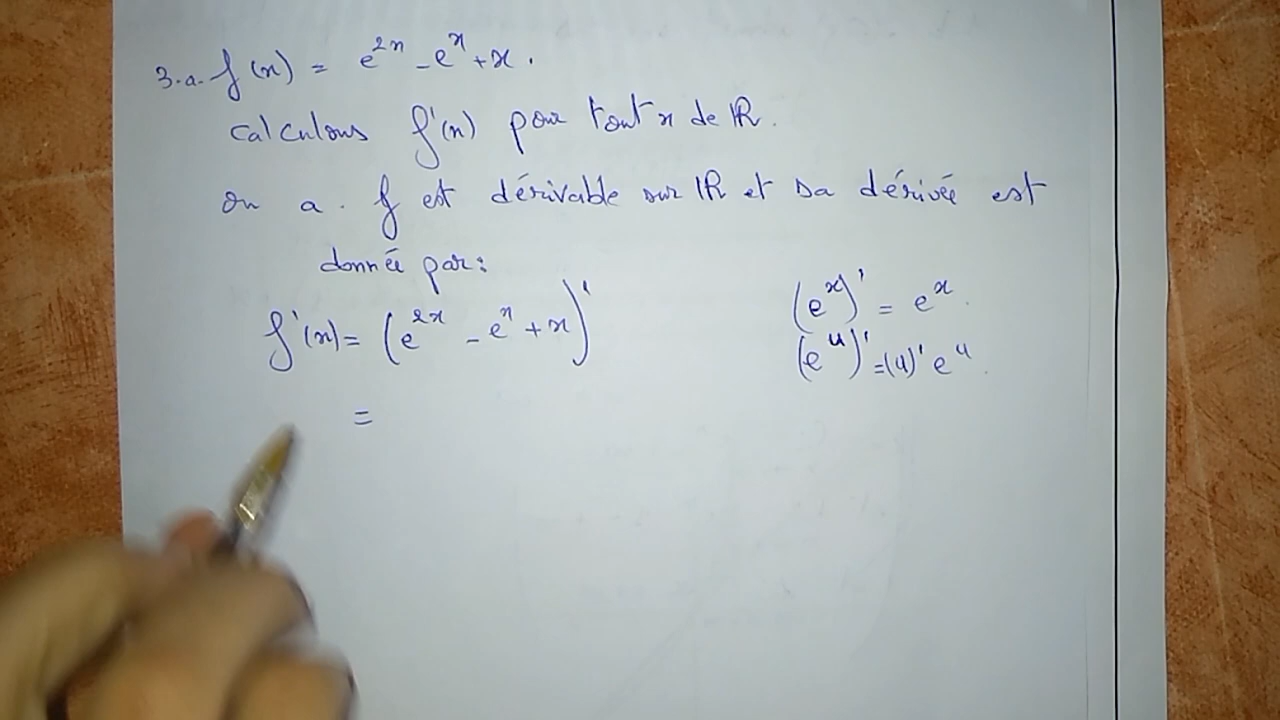 3.a. f(x) = e^{2x} - e^x + x.
Calculons f'(x) pour tout x de ℝ.
on a . f est dérivable sur ℝ et sa dérivée est
donnée par:
f'(x) = (e^{2x} - e^x + x)'
(e^x)' = e^x.
(e^u)' = (u)' e^u.
=